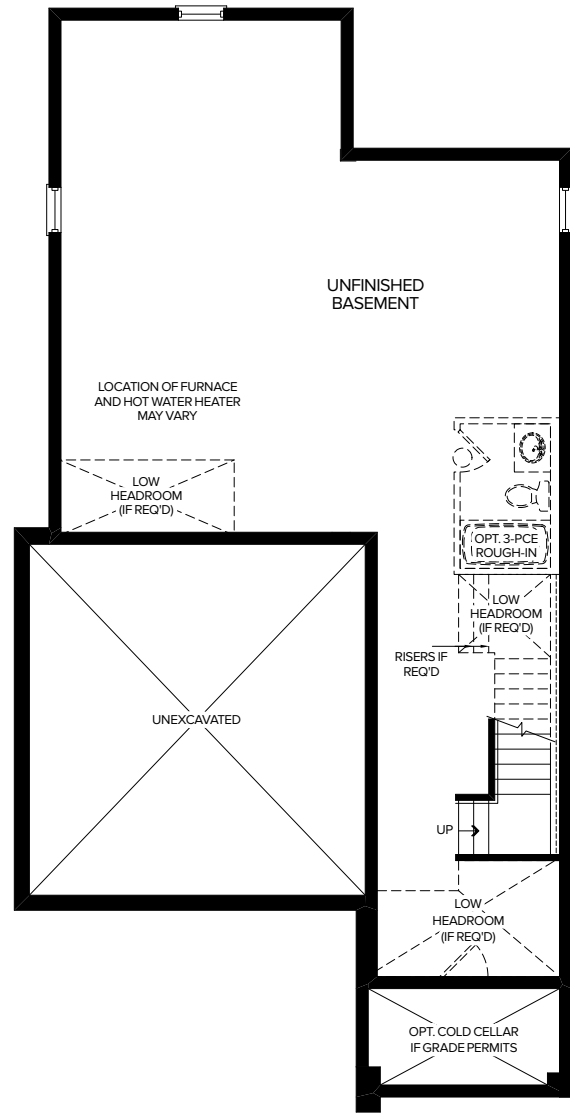 UNFINISHED
BASEMENT
LOCATION OF FURNACE
AND HOT WATER HEATER
MAY VARY
LOW
HEADROOM
(IF REQ'D)
OPT. 3-PCE
ROUGH-IN
LOW
HEADROOM
(IF REQ'D)
RISERS IF
REQ'D
UNEXCAVATED
UP
LOW
HEADROOM
(IF REQ'D)
OPT. COLD CELLAR
IF GRADE PERMITS